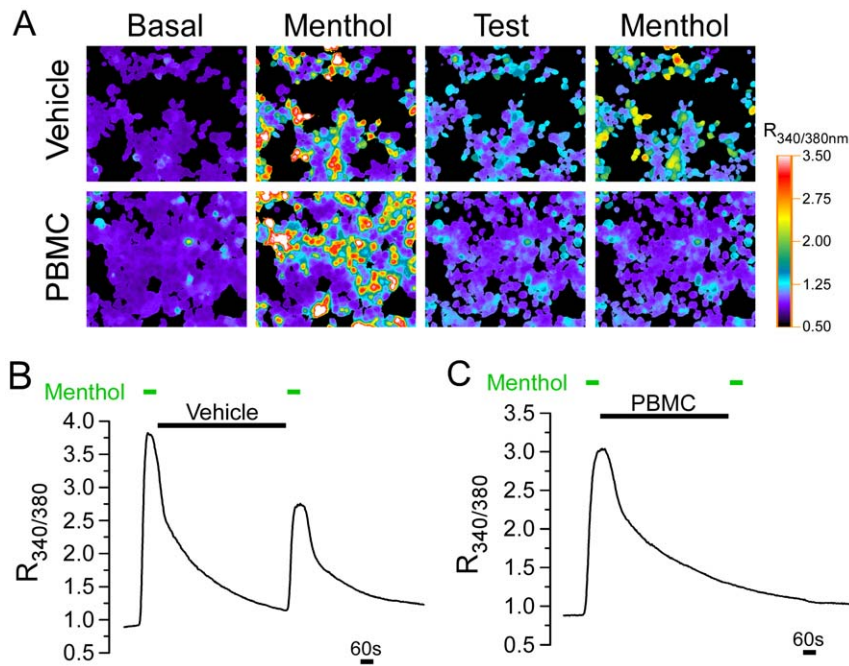 A
Basal
Menthol
Test
Menthol
Vehicle
PBMC
R340/380nm
3.50
2.75
2.00
1.25
0.50
B
Menthol
Vehicle
4.0
3.5
3.0
2.5
2.0
1.5
1.0
0.5
R340/380
60s
C
Menthol
PBMC
3.5
3.0
2.5
2.0
1.5
1.0
0.5
R340/380
60s